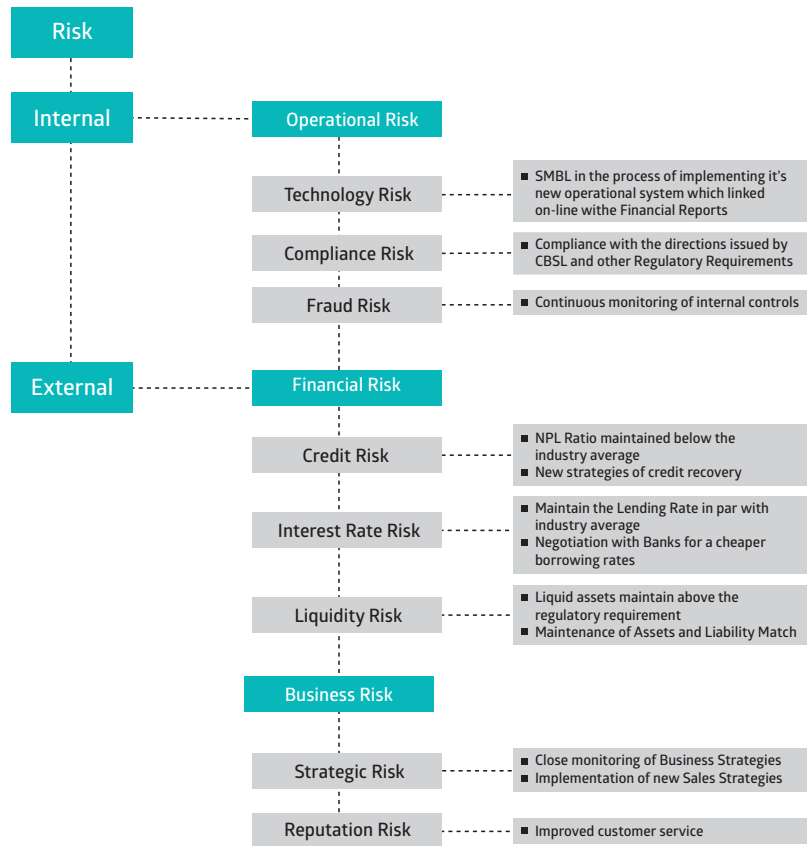 Risk
Internal
Operational Risk
Technology Risk
■ SMBL in the process of implementing it's
new operational system which linked
on-line withe Financial Reports
Compliance Risk
■ Compliance with the directions issued by
CBSL and other Regulatory Requirements
Fraud Risk
■ Continuous monitoring of internal controls
External
Financial Risk
Credit Risk
■ NPL Ratio maintained below the
industry average
■ New strategies of credit recovery
Interest Rate Risk
■ Maintain the Lending Rate in par with
industry average
■ Negotiation with Banks for a cheaper
borrowing rates
Liquidity Risk
■ Liquid assets maintain above the
regulatory requirement
■ Maintenance of Assets and Liability Match
Business Risk
Strategic Risk
■ Close monitoring of Business Strategies
■ Implementation of new Sales Strategies
Reputation Risk
■ Improved customer service